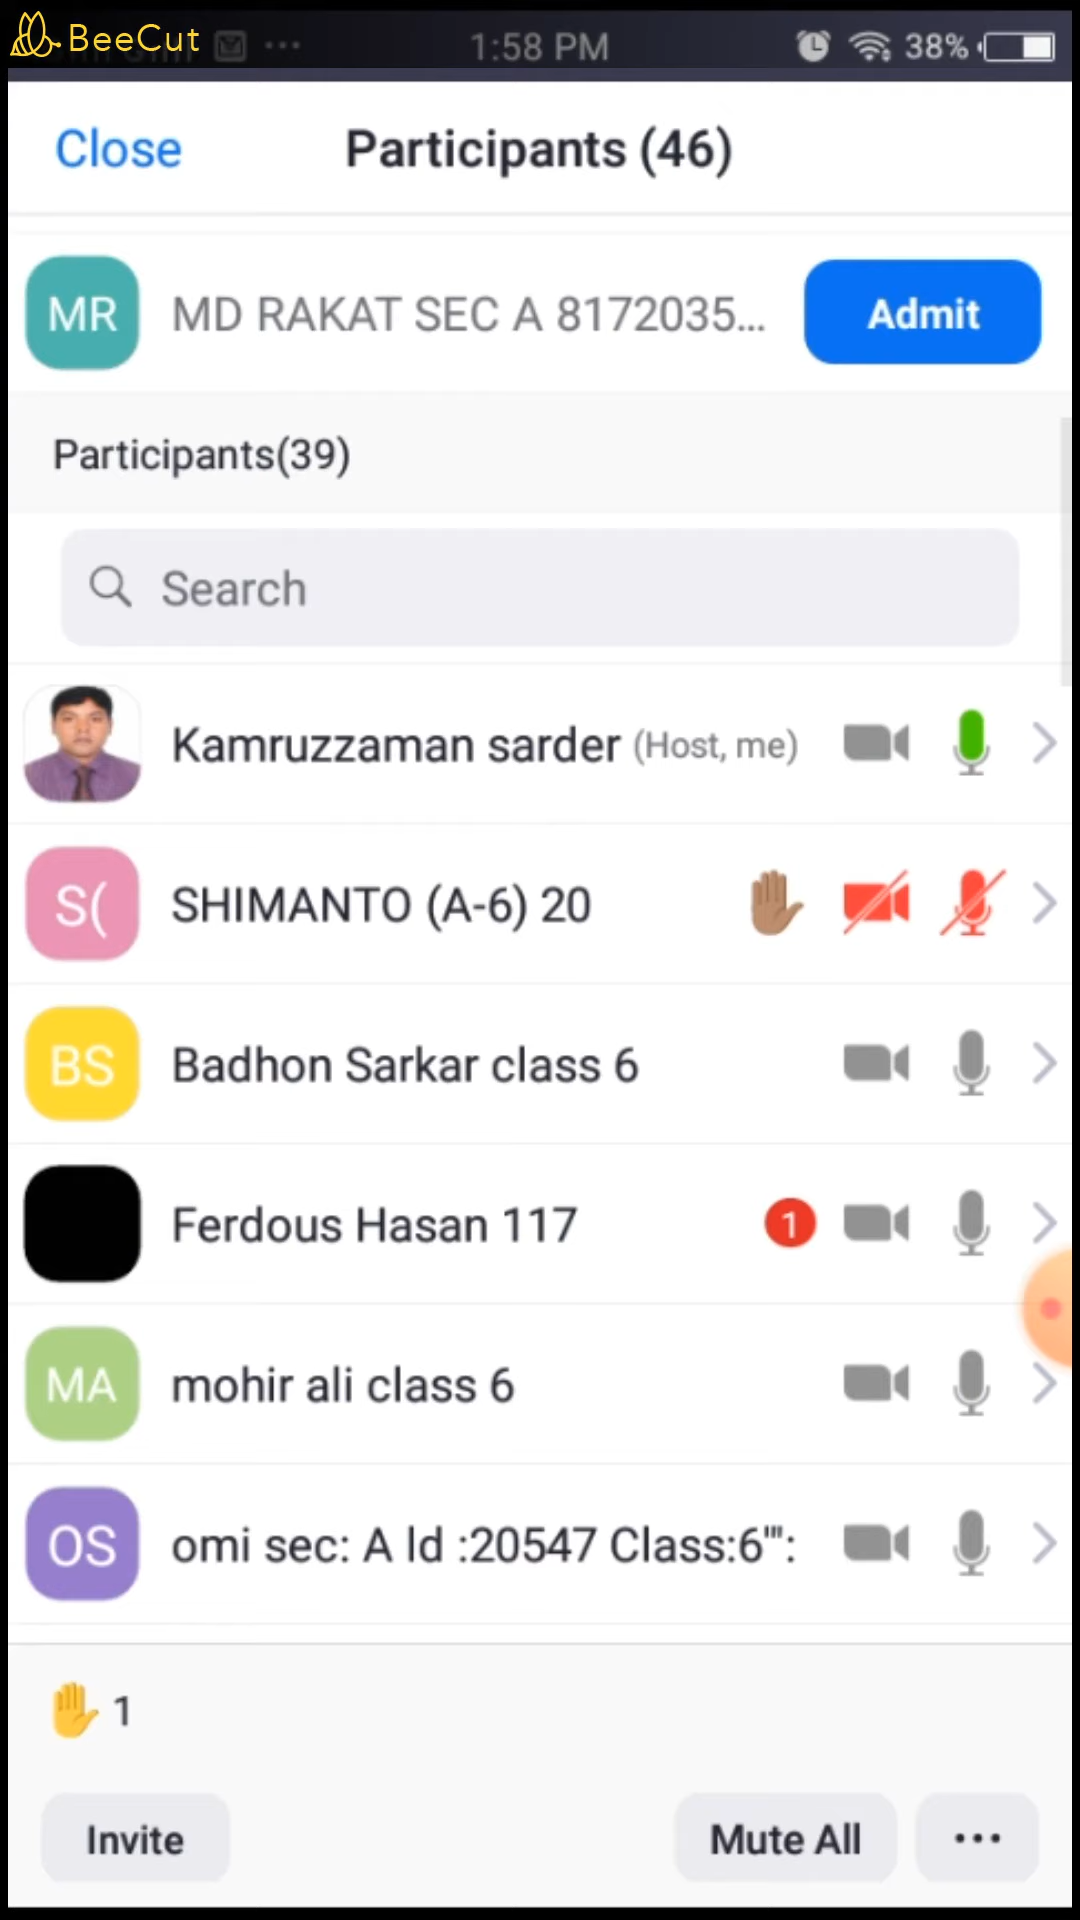 BeeCut
1:58 PM
38%
Close
Participants (46)
MR
MD RAKAT SEC A 8172035...
Admit
Participants(39)
Search
Kamruzzaman sarder (Host, me)
S(
SHIMANTO (A-6) 20
BS
Badhon Sarkar class 6
Ferdous Hasan 117
1
MA
mohir ali class 6
OS
omi sec: A Id :20547 Class:6''':
1
Invite
Mute All